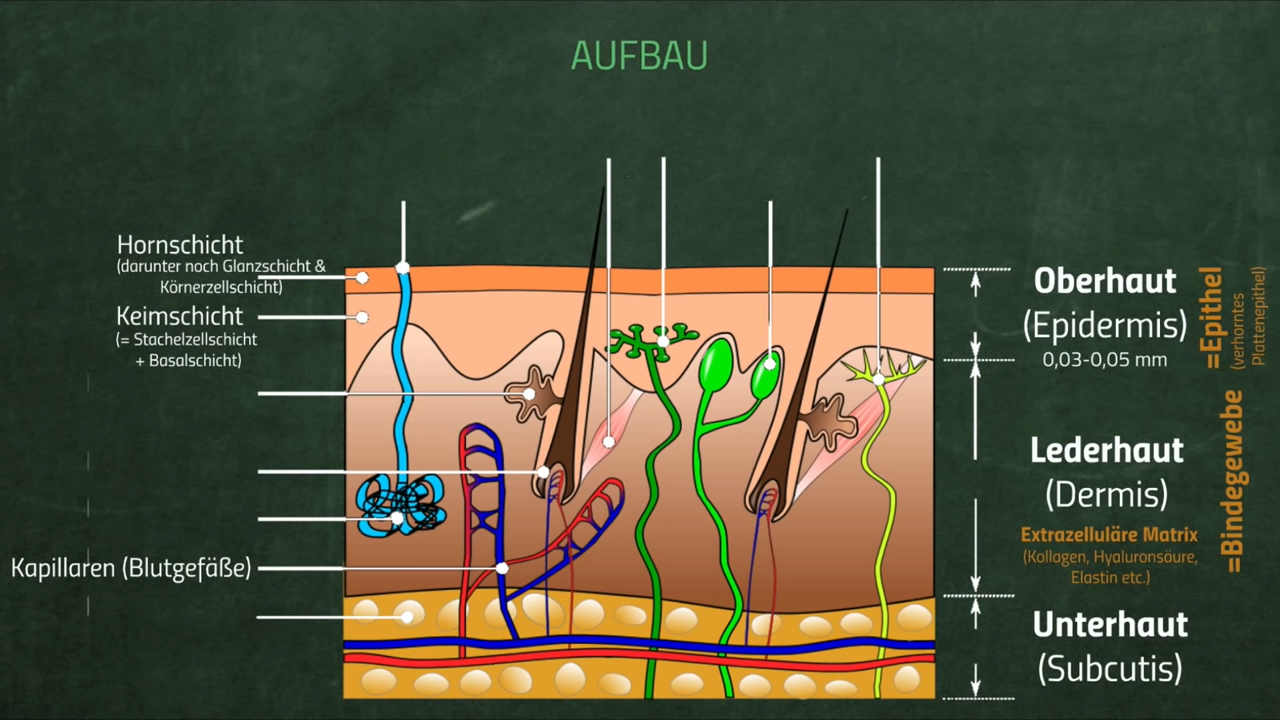 AUFBAU
Hornschicht
(darunter noch Glanzschicht &
Körnerzellschicht)
Keimschicht
(= Stachelzellschicht
+ Basalschicht)
Kapillaren (Blutgefäße)
Oberhaut
(Epidermis)
0,03-0,05 mm
=Epithel
(verhorntes
Plattenepithel)
Lederhaut
(Dermis)
Extrazelluläre Matrix
(Kollagen, Hyaluronsäure,
Elastin etc.)
=Bindegewebe
Unterhaut
(Subcutis)